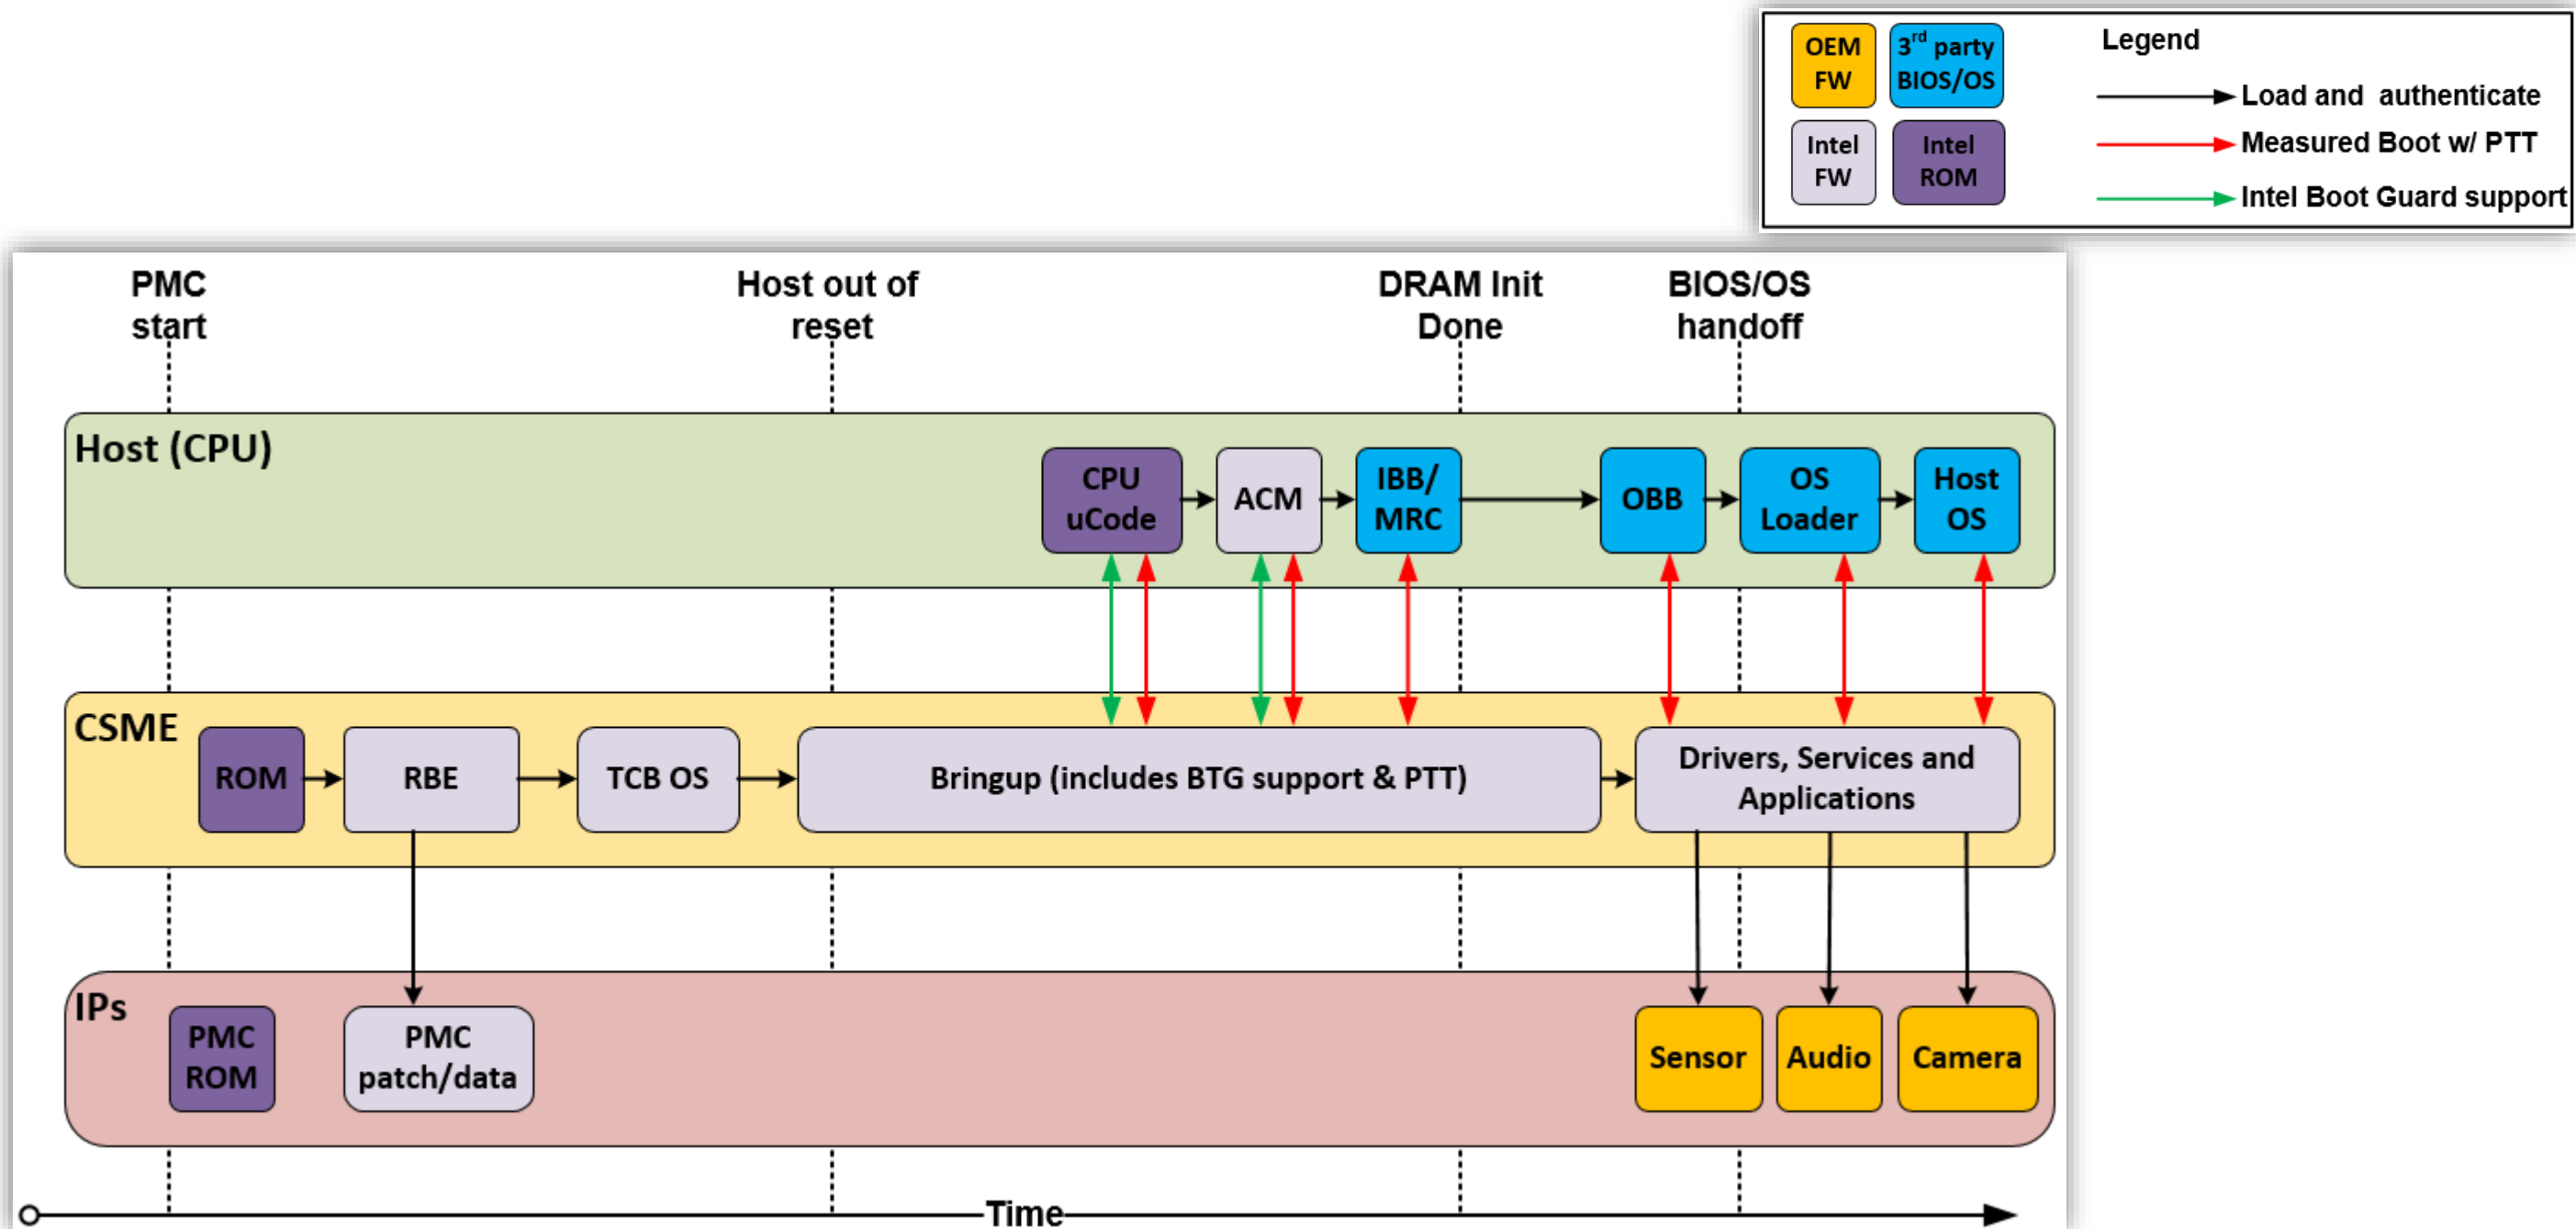 OEM
FW
3rd party
BIOS/OS
Intel
FW
Intel
ROM
Legend
Load and authenticate
Measured Boot w/ PTT
Intel Boot Guard support
PMC
start
Host out of
reset
DRAM Init
Done
BIOS/OS
handoff
Host (CPU)
CPU
uCode
ACM
IBB/
MRC
OBB
OS
Loader
Host
OS
CSME
ROM
RBE
TCB OS
Bringup (includes BTG support & PTT)
Drivers, Services and
Applications
IPs
PMC
ROM
PMC
patch/data
Sensor
Audio
Camera
Time